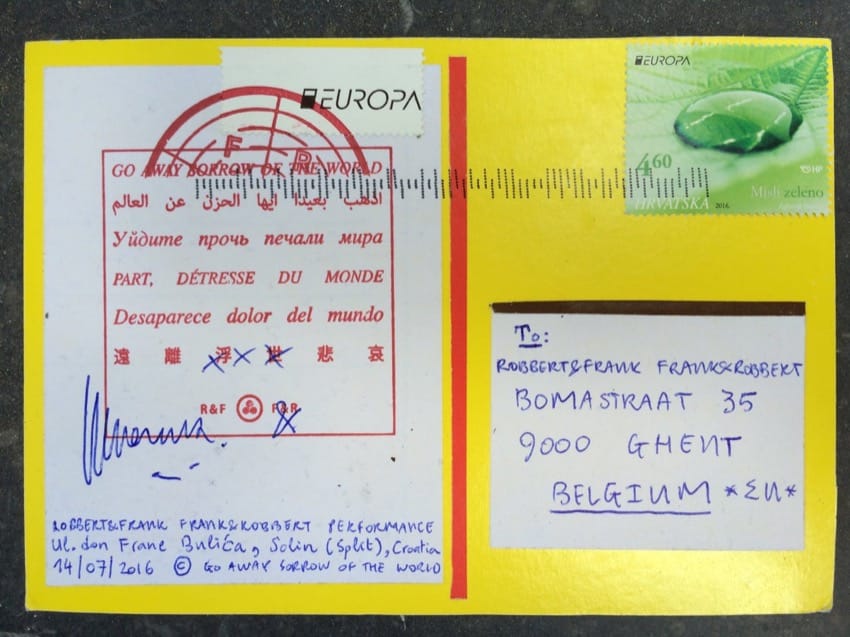 EUROPA
F R
GO AWAY SORROW OF THE WORLD
اذهب بعيدا ايها الحزن عن العالم
Уйдите прочь печали мира
PART, DÉTRESSE DU MONDE
Desaparece dolor del mundo
遠離浮世悲哀
R&F F&R
&
ROBBERT&FRANK FRANK&ROBBERT PERFORMANCE
Ul. don Frane Bulića, Solin (Split), Croatia
14/07/2016 © GO AWAY SORROW OF THE WORLD
EUROPA
4,60
HP
Misli zeleno
HRVATSKA 2016.
To:
ROBBERT&FRANK FRANK&ROBBERT
BOMASTRAAT 35
9000 GHENT
BELGIUM *EU*